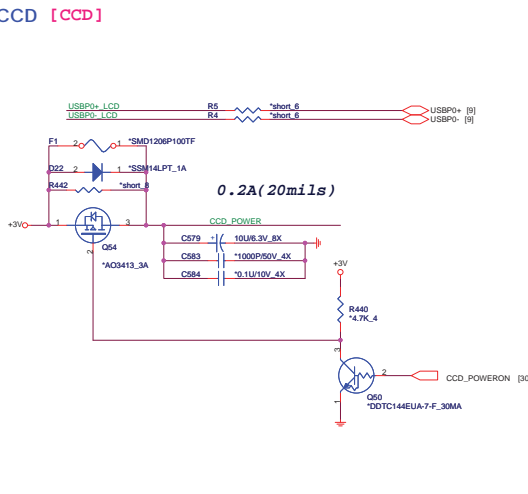 CCD [CCD]
USBP0+_LCD R5 *short_6 USBP0+ [9]
USBP0-_LCD R4 *short_6 USBP0- [9]
F1 2 1 *SMD1206P100TF
D22 2 1 *SSM14LPT_1A
R442 *short_8
0.2A(20mils)
+3V 1 3 CCD_POWER
Q54
2
*AO3413_3A
C579 + 10U/6.3V_8X
C583 *1000P/50V_4X
C584 *0.1U/10V_4X
+3V
R440
*4.7K_4
3
2 CCD_POWERON [30
1
Q50
*DDTC144EUA-7-F_30MA